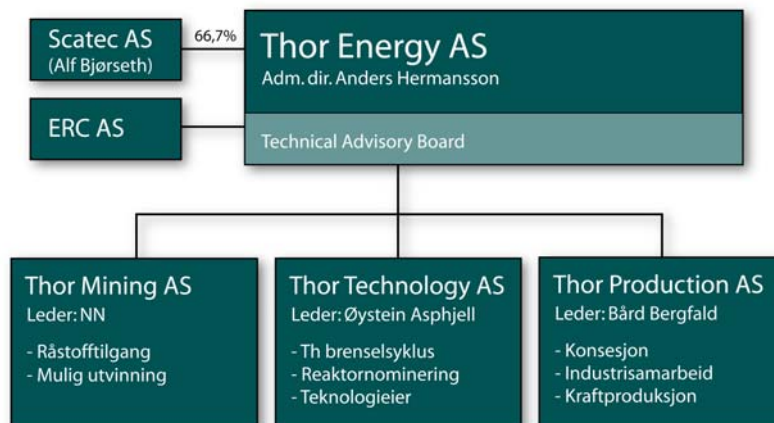 Scatec AS
(Alf Bjørseth)
66,7%
Thor Energy AS
Adm. dir. Anders Hermansson
ERC AS
Technical Advisory Board
Thor Mining AS
Leder: NN
- Råstofftilgang
- Mulig utvinning
Thor Technology AS
Leder: Øystein Asphjell
- Th brenselsyklus
- Reaktornominering
- Teknologieier
Thor Production AS
Leder: Bård Bergfald
- Konsesjon
- Industrisamarbeid
- Kraftproduksjon